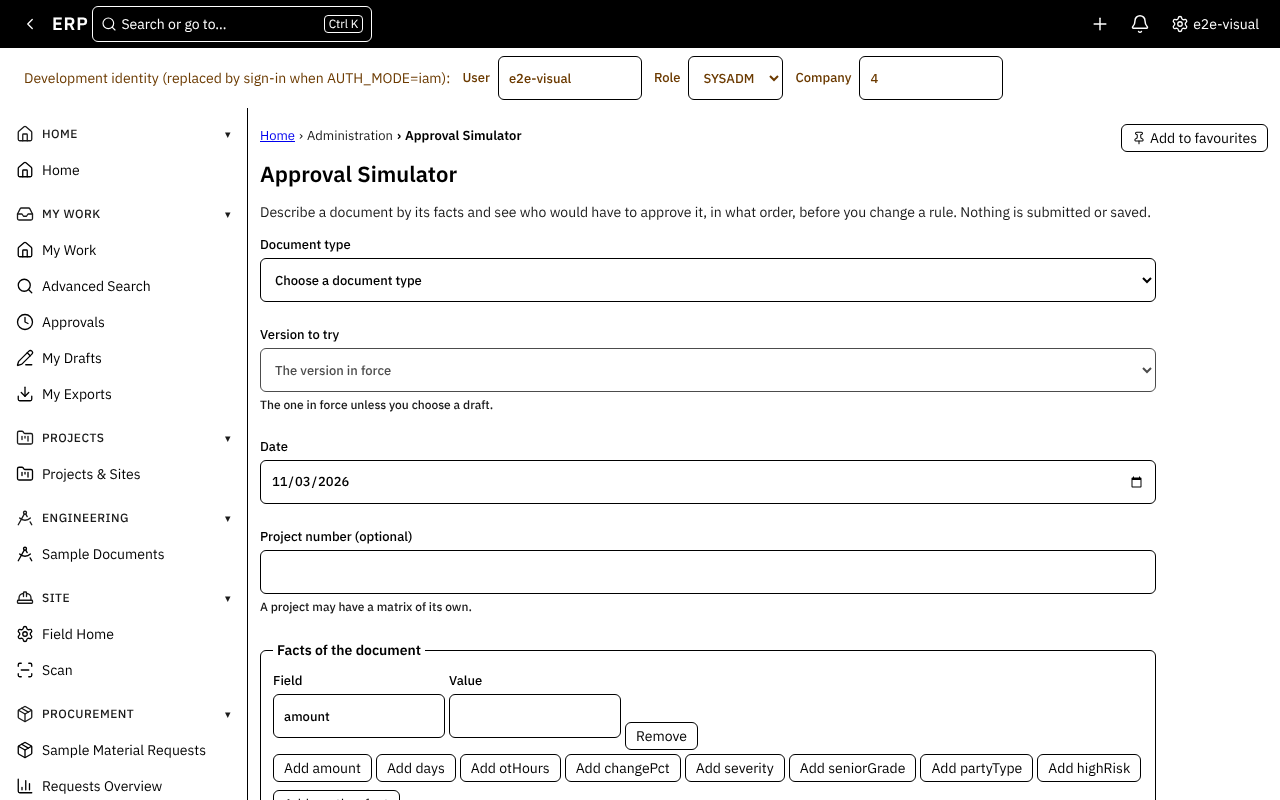 ERP Search or go to... Ctrl K e2e-visual
Development identity (replaced by sign-in when AUTH_MODE=iam): User e2e-visual Role SYSADM Company 4
HOME
Home
MY WORK
My Work
Advanced Search
Approvals
My Drafts
My Exports
PROJECTS
Projects & Sites
ENGINEERING
Sample Documents
SITE
Field Home
Scan
PROCUREMENT
Sample Material Requests
Requests Overview
Home › Administration › Approval Simulator
Add to favourites
Approval Simulator
Describe a document by its facts and see who would have to approve it, in what order, before you change a rule. Nothing is submitted or saved.
Document type
Choose a document type
Version to try
The version in force
The one in force unless you choose a draft.
Date
11/03/2026
Project number (optional)
A project may have a matrix of its own.
Facts of the document
Field Value
amount
Remove
Add amount Add days Add otHours Add changePct Add severity Add seniorGrade Add partyType Add highRisk